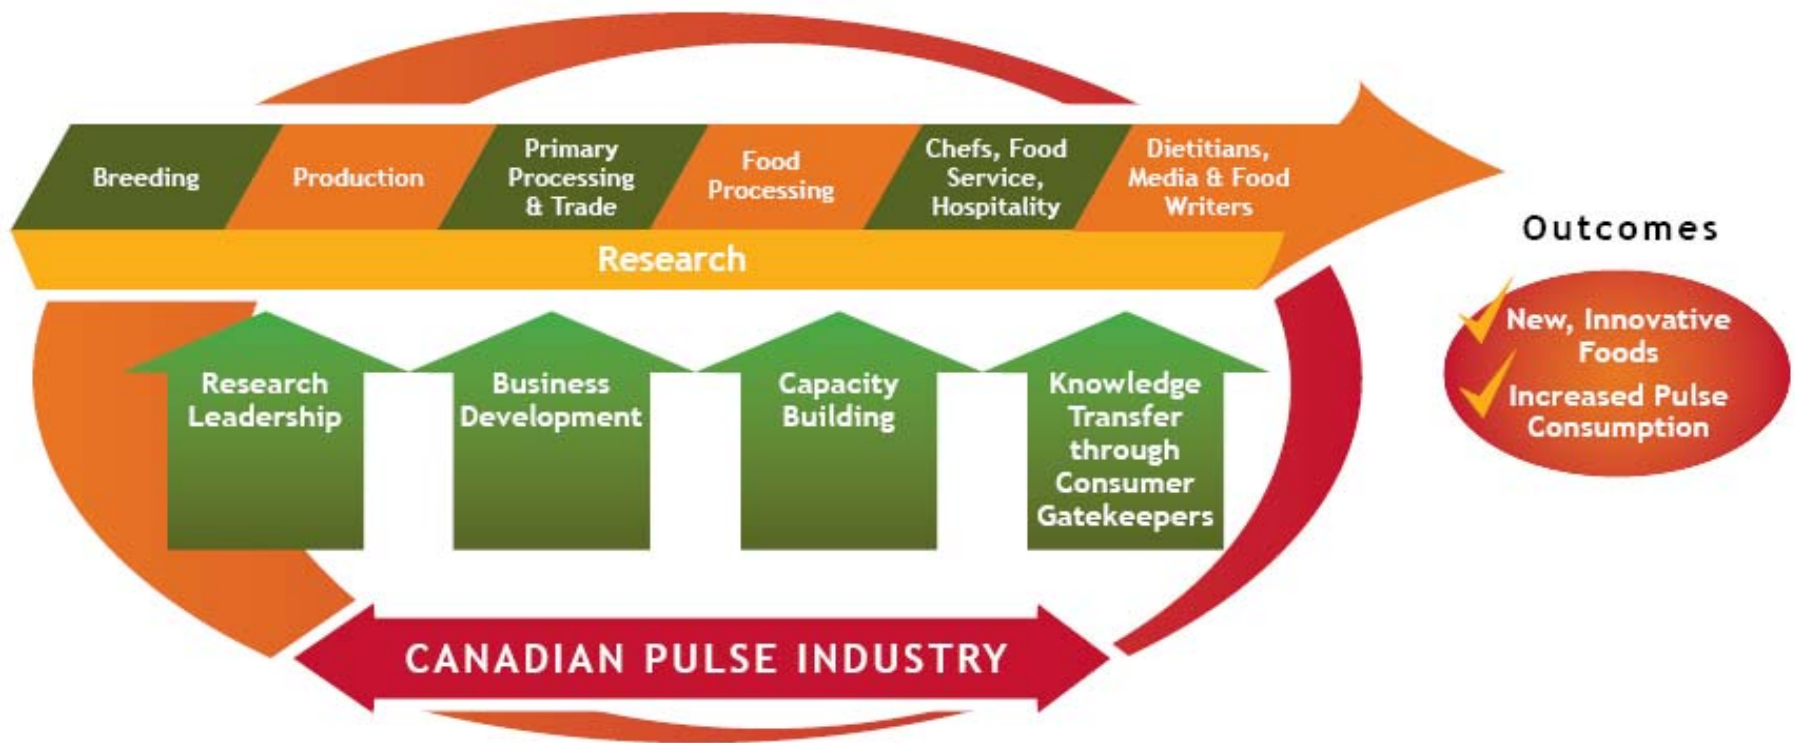 Breeding
Production
Primary
Processing
& Trade
Food
Processing
Chefs, Food
Service,
Hospitality
Dietitians,
Media & Food
Writers
Research
Outcomes
New, Innovative
Foods
Increased Pulse
Consumption
Research
Leadership
Business
Development
Capacity
Building
Knowledge
Transfer
through
Consumer
Gatekeepers
CANADIAN PULSE INDUSTRY